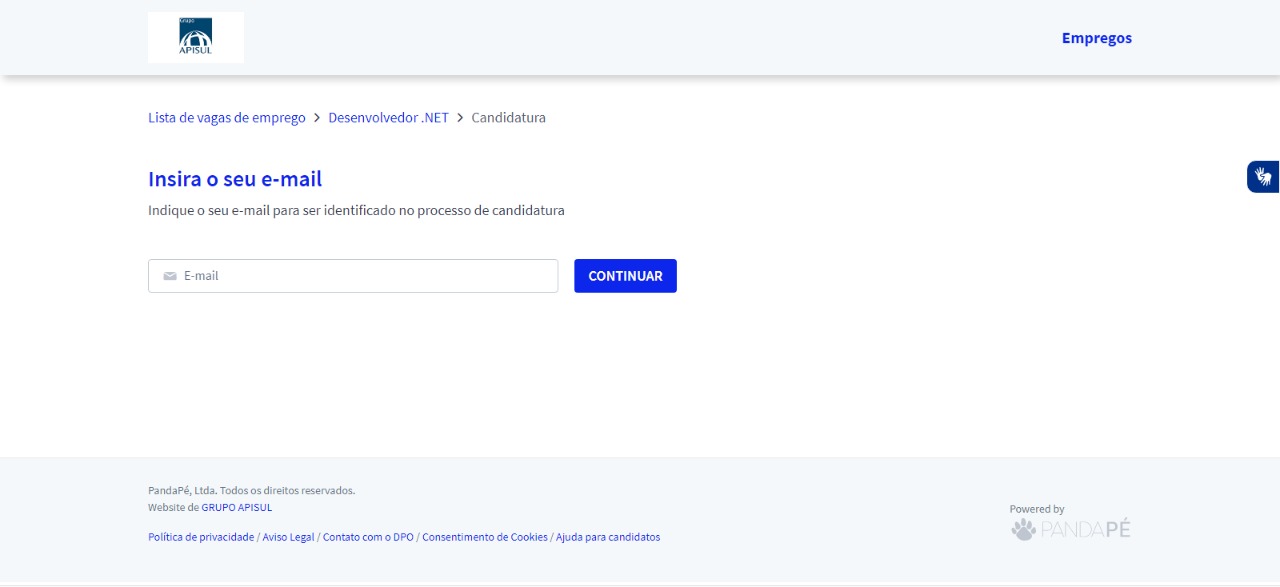 Grupo
APISUL
Empregos
Lista de vagas de emprego > Desenvolvedor .NET > Candidatura
Insira o seu e-mail
Indique o seu e-mail para ser identificado no processo de candidatura
E-mail
CONTINUAR
PandaPé, Ltda. Todos os direitos reservados.
Website de GRUPO APISUL
Política de privacidade / Aviso Legal / Contato com o DPO / Consentimento de Cookies / Ajuda para candidatos
Powered by
PANDAPÉ